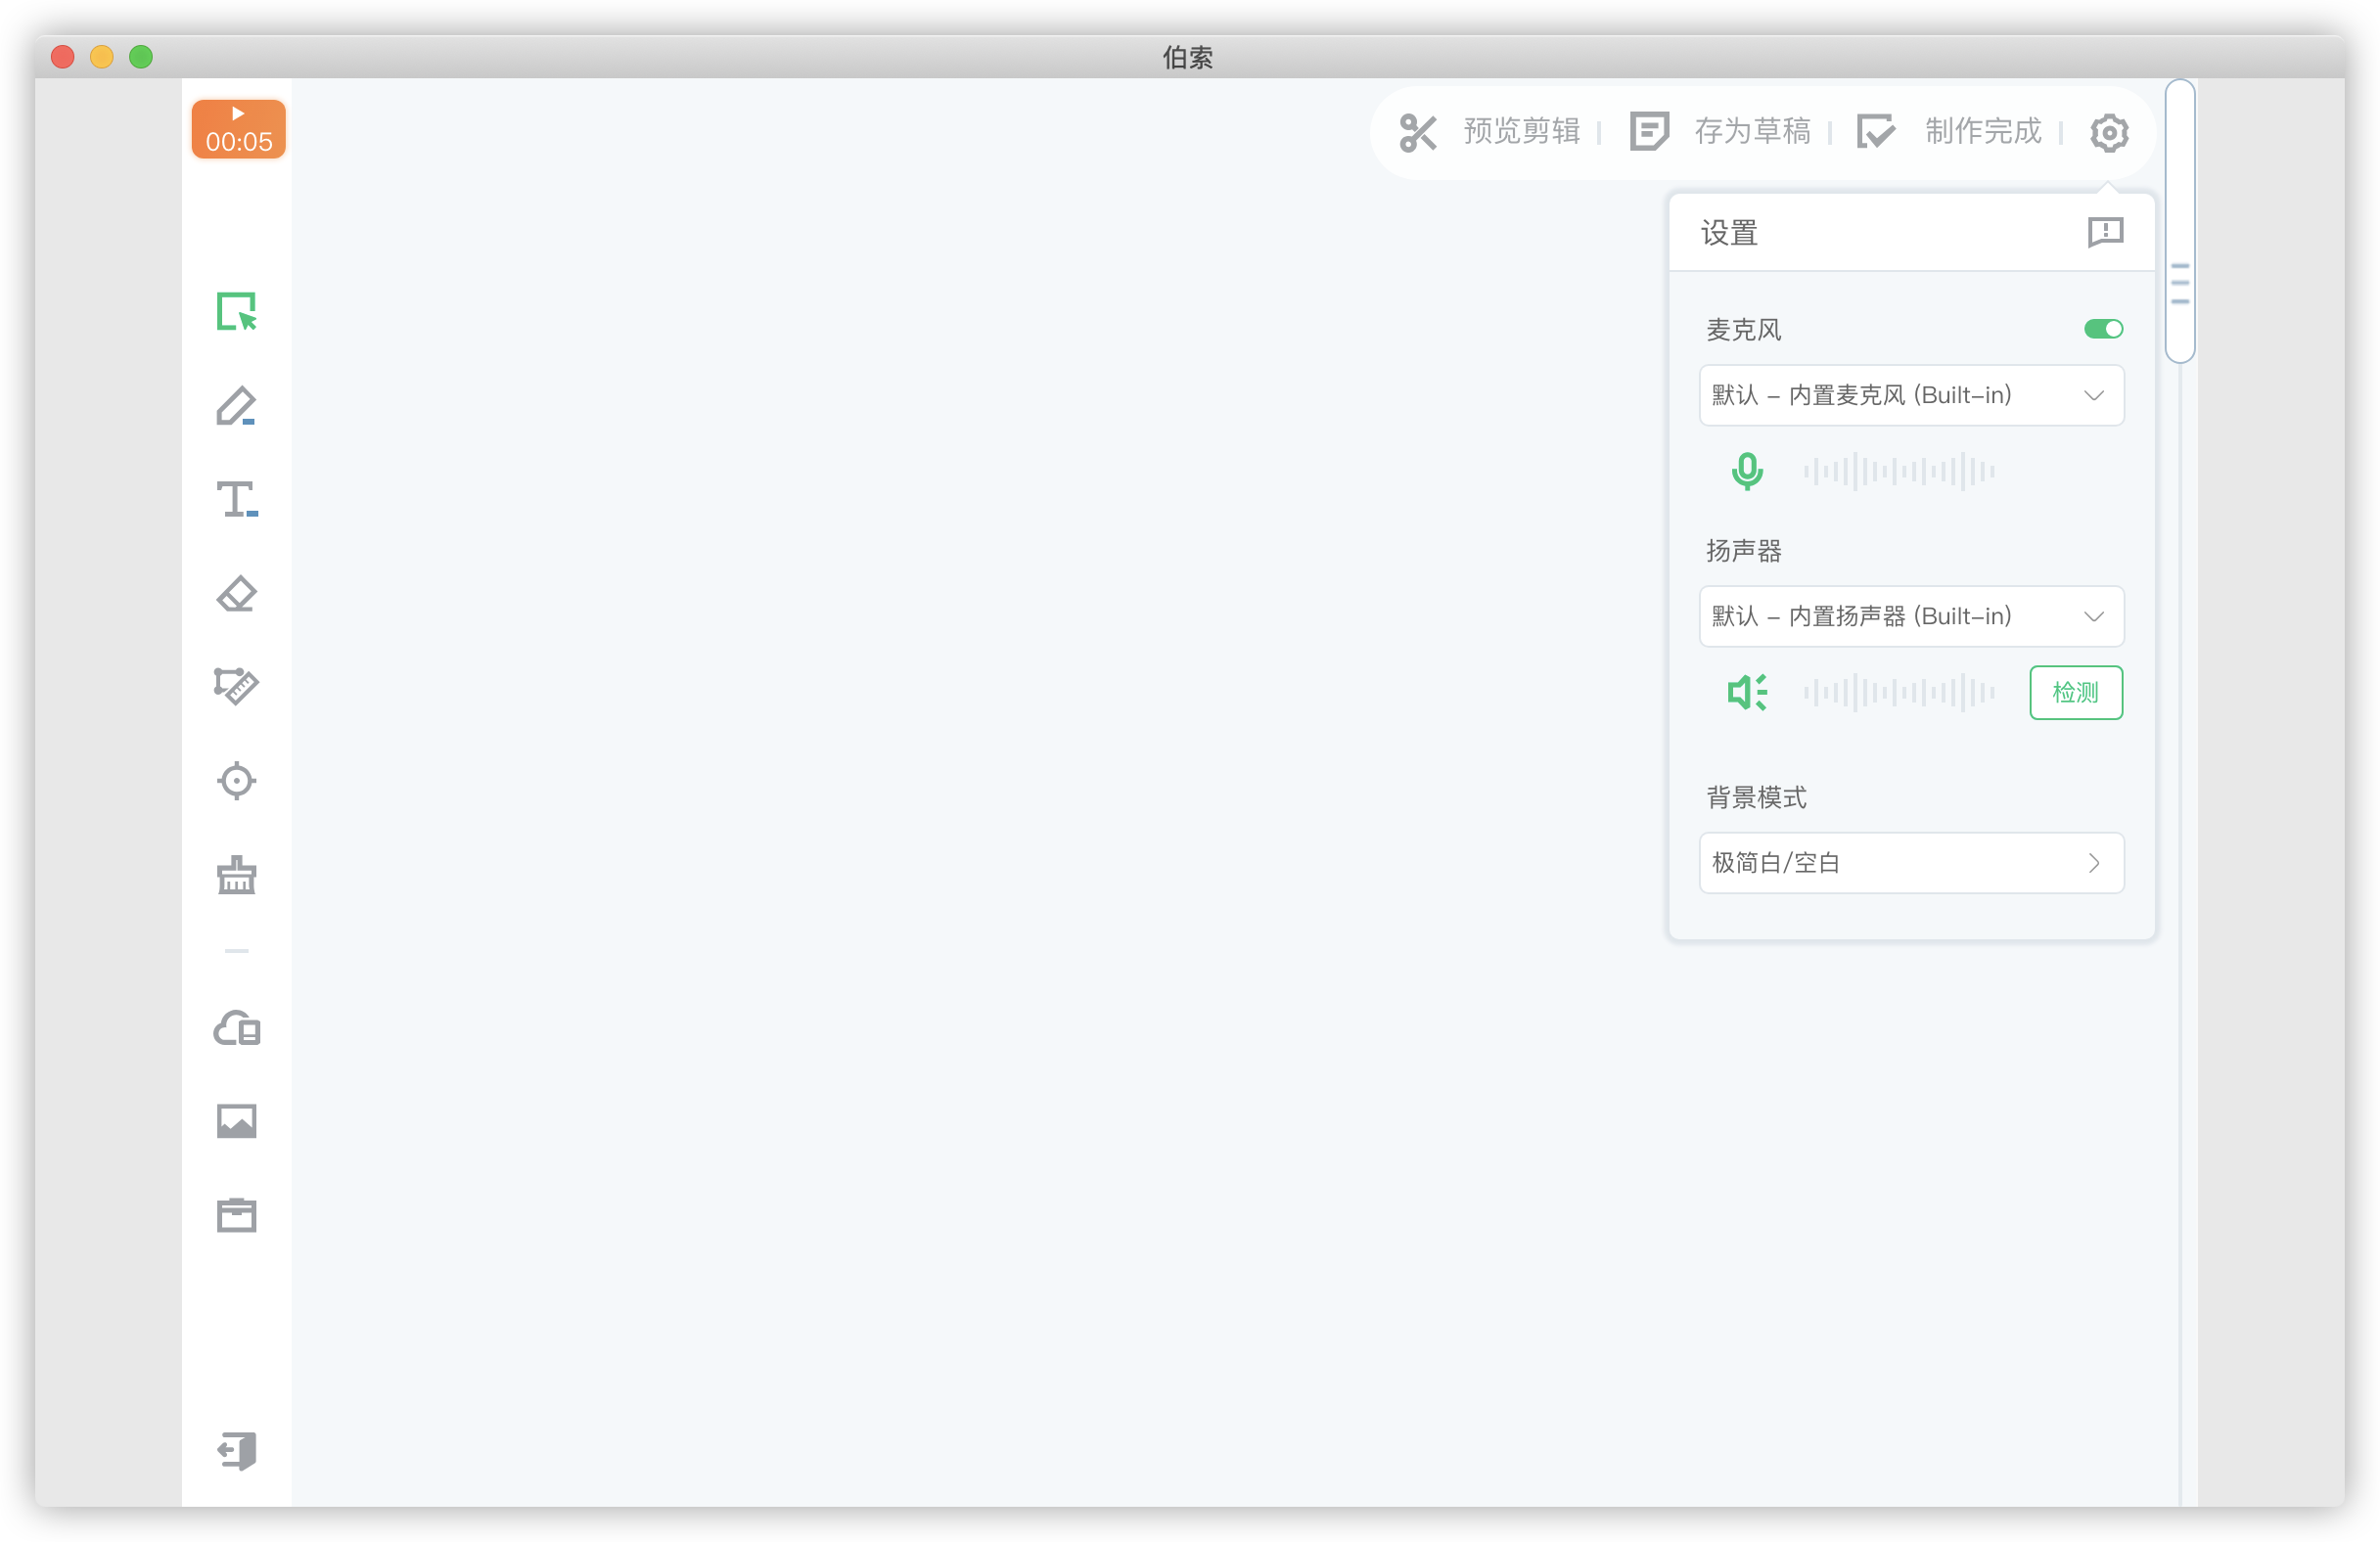 伯索
00:05
预览剪辑 存为草稿 制作完成
设置
麦克风
默认 – 内置麦克风 (Built–in)
扬声器
默认 – 内置扬声器 (Built–in)
检测
背景模式
极简白/空白